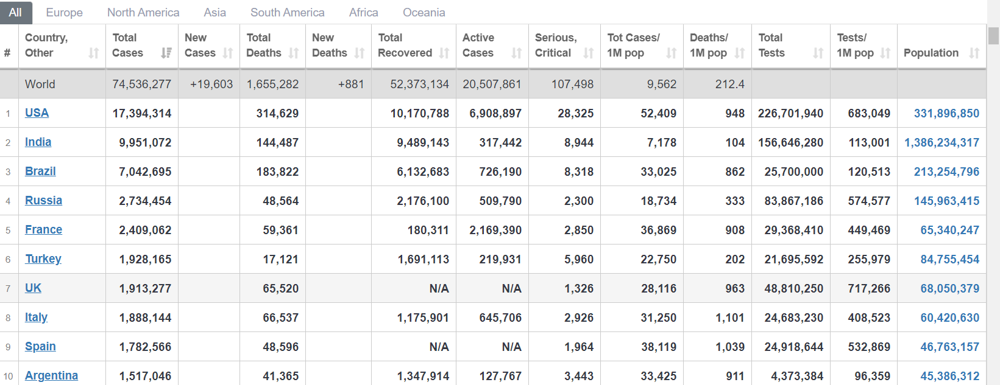 All Europe North America Asia South America Africa Oceania
# Country, Other Total Cases New Cases Total Deaths New Deaths Total Recovered Active Cases Serious, Critical Tot Cases/ 1M pop Deaths/ 1M pop Total Tests Tests/ 1M pop Population
World 74,536,277 +19,603 1,655,282 +881 52,373,134 20,507,861 107,498 9,562 212.4
1 USA 17,394,314 314,629 10,170,788 6,908,897 28,325 52,409 948 226,701,940 683,049 331,896,850
2 India 9,951,072 144,487 9,489,143 317,442 8,944 7,178 104 156,646,280 113,001 1,386,234,317
3 Brazil 7,042,695 183,822 6,132,683 726,190 8,318 33,025 862 25,700,000 120,513 213,254,796
4 Russia 2,734,454 48,564 2,176,100 509,790 2,300 18,734 333 83,867,186 574,577 145,963,415
5 France 2,409,062 59,361 180,311 2,169,390 2,850 36,869 908 29,368,410 449,469 65,340,247
6 Turkey 1,928,165 17,121 1,691,113 219,931 5,960 22,750 202 21,695,592 255,979 84,755,454
7 UK 1,913,277 65,520 N/A N/A 1,326 28,116 963 48,810,250 717,266 68,050,379
8 Italy 1,888,144 66,537 1,175,901 645,706 2,926 31,250 1,101 24,683,230 408,523 60,420,630
9 Spain 1,782,566 48,596 N/A N/A 1,964 38,119 1,039 24,918,644 532,869 46,763,157
10 Argentina 1,517,046 41,365 1,347,914 127,767 3,443 33,425 911 4,373,384 96,359 45,386,312